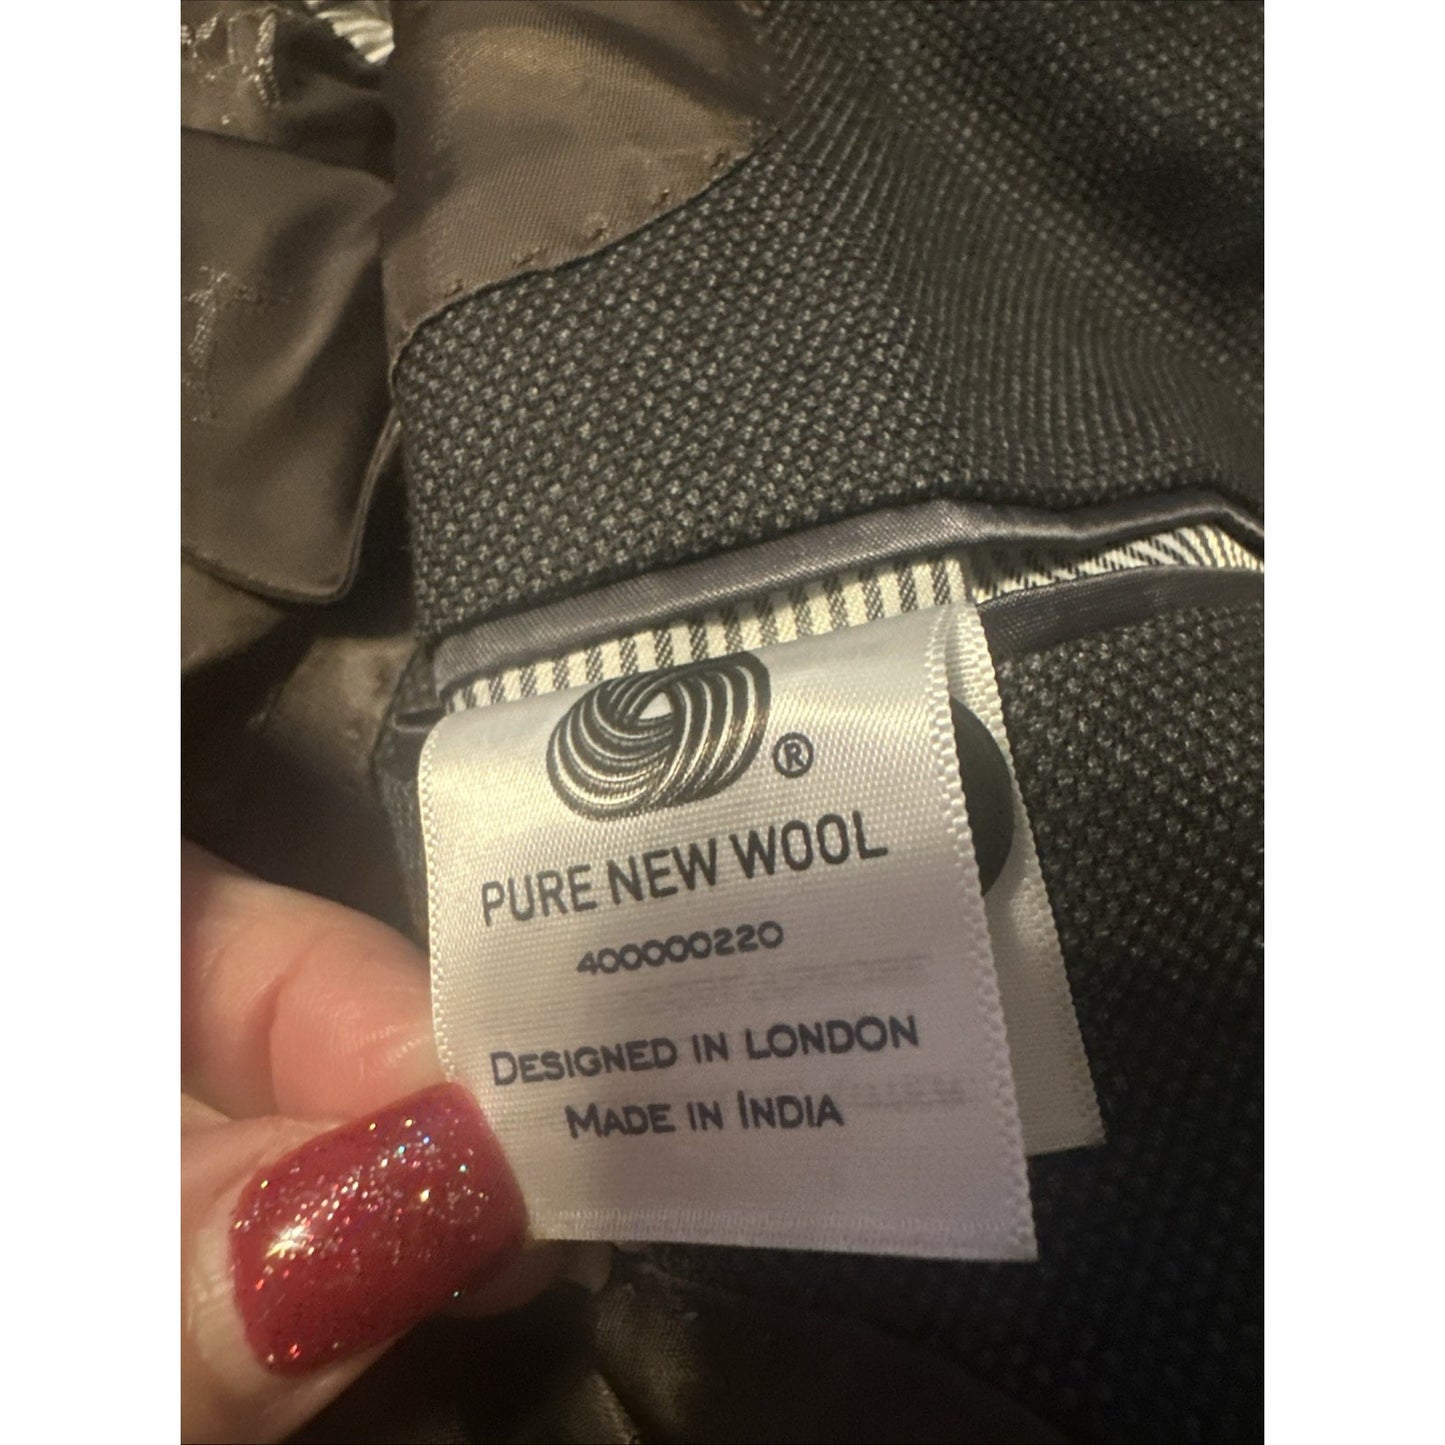 ®
PURE NEW WOOL
400000220
DESIGNED IN LONDON
MADE IN INDIA